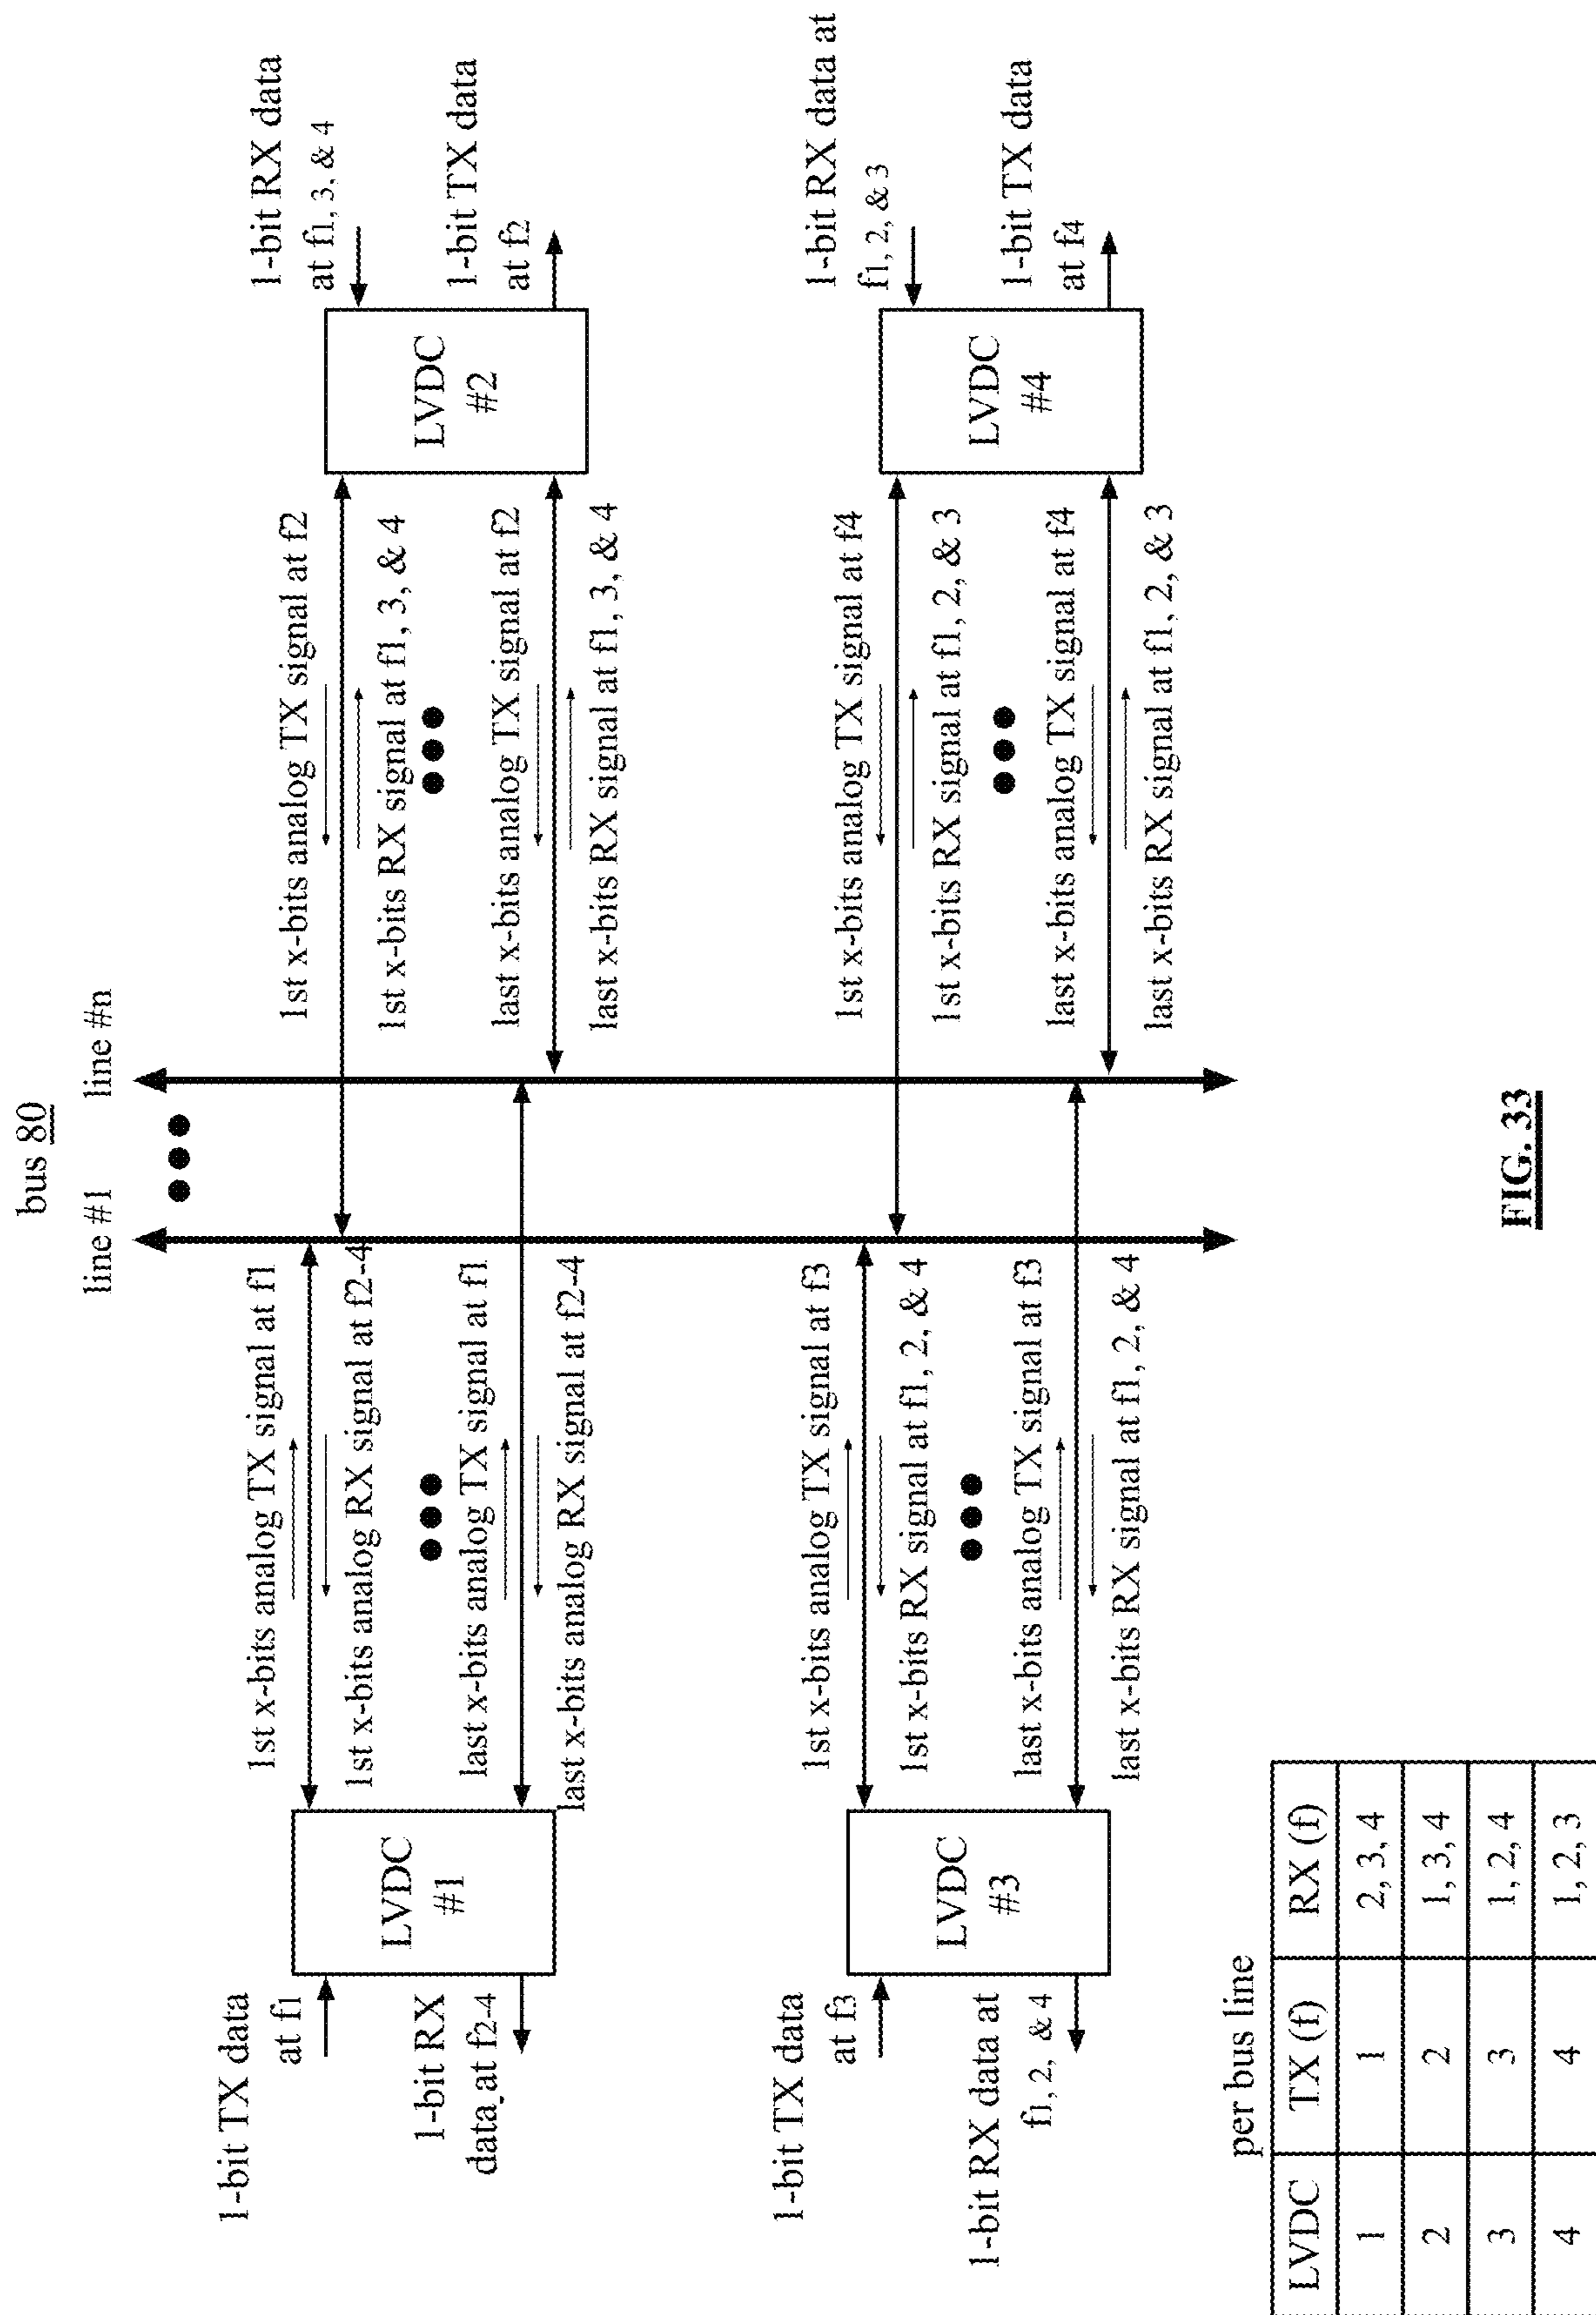 bus 80
line #1
line #n
1-bit TX data
at f1
1-bit RX
data at f2-4
LVDC
#1
1st x-bits analog TX signal at f1
1st x-bits analog RX signal at f2-4
last x-bits analog TX signal at f1
last x-bits analog RX signal at f2-4
1st x-bits analog TX signal at f2
1st x-bits RX signal at f1, 3, & 4
last x-bits analog TX signal at f2
last x-bits RX signal at f1, 3, & 4
LVDC
#2
1-bit RX data
at f1, 3, & 4
1-bit TX data
at f2
1-bit TX data
at f3
1-bit RX data at
f1, 2, & 4
LVDC
#3
1st x-bits analog TX signal at f3
1st x-bits RX signal at f1, 2, & 4
last x-bits analog TX signal at f3
last x-bits RX signal at f1, 2, & 4
1st x-bits analog TX signal at f4
1st x-bits RX signal at f1, 2, & 3
last x-bits analog TX signal at f4
last x-bits RX signal at f1, 2, & 3
LVDC
#4
1-bit RX data at
f1, 2, & 3
1-bit TX data
at f4
per bus line
LVDC TX (f) RX (f)
1 1 2, 3, 4
2 2 1, 3, 4
3 3 1, 2, 4
4 4 1, 2, 3
FIG. 33